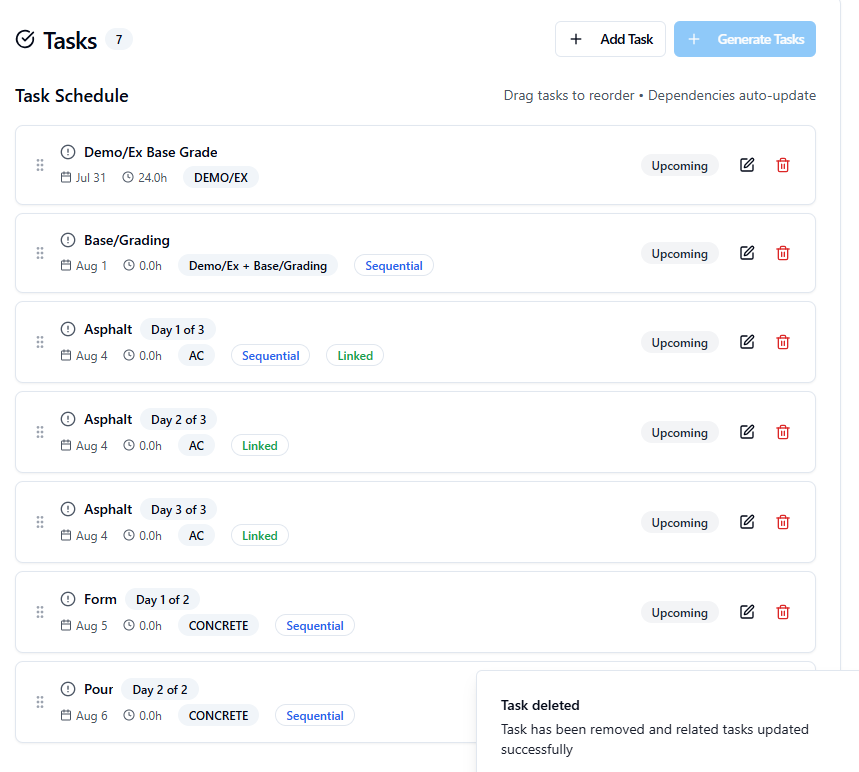 Tasks 7
Add Task
Generate Tasks
Task Schedule
Drag tasks to reorder • Dependencies auto-update
Demo/Ex Base Grade
Jul 31 24.0h DEMO/EX
Upcoming
Base/Grading
Aug 1 0.0h Demo/Ex + Base/Grading Sequential
Upcoming
Asphalt Day 1 of 3
Aug 4 0.0h AC Sequential Linked
Upcoming
Asphalt Day 2 of 3
Aug 4 0.0h AC Linked
Upcoming
Asphalt Day 3 of 3
Aug 4 0.0h AC Linked
Upcoming
Form Day 1 of 2
Aug 5 0.0h CONCRETE Sequential
Upcoming
Pour Day 2 of 2
Aug 6 0.0h CONCRETE Sequential
Task deleted
Task has been removed and related tasks updated
successfully